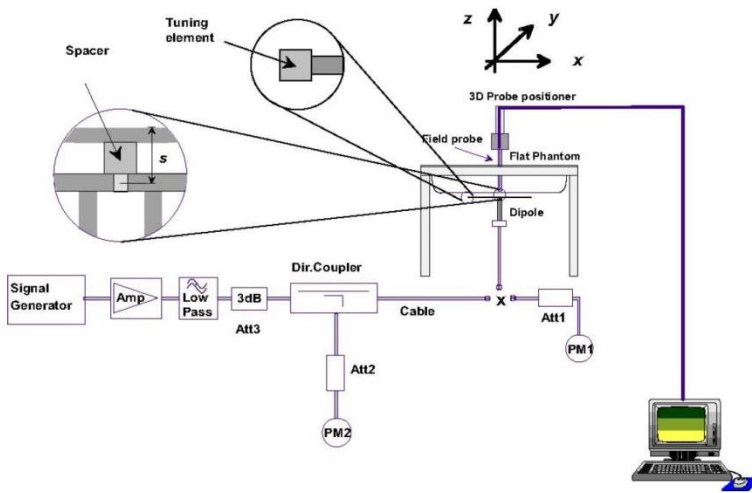 Tuning
element
Spacer
z
y
x
s
3D Probe positioner
Field probe
Flat Phantom
Dipole
Signal
Generator
Amp
Low
Pass
3dB
Att3
Dir.Coupler
Cable
x
Att1
PM1
Att2
PM2